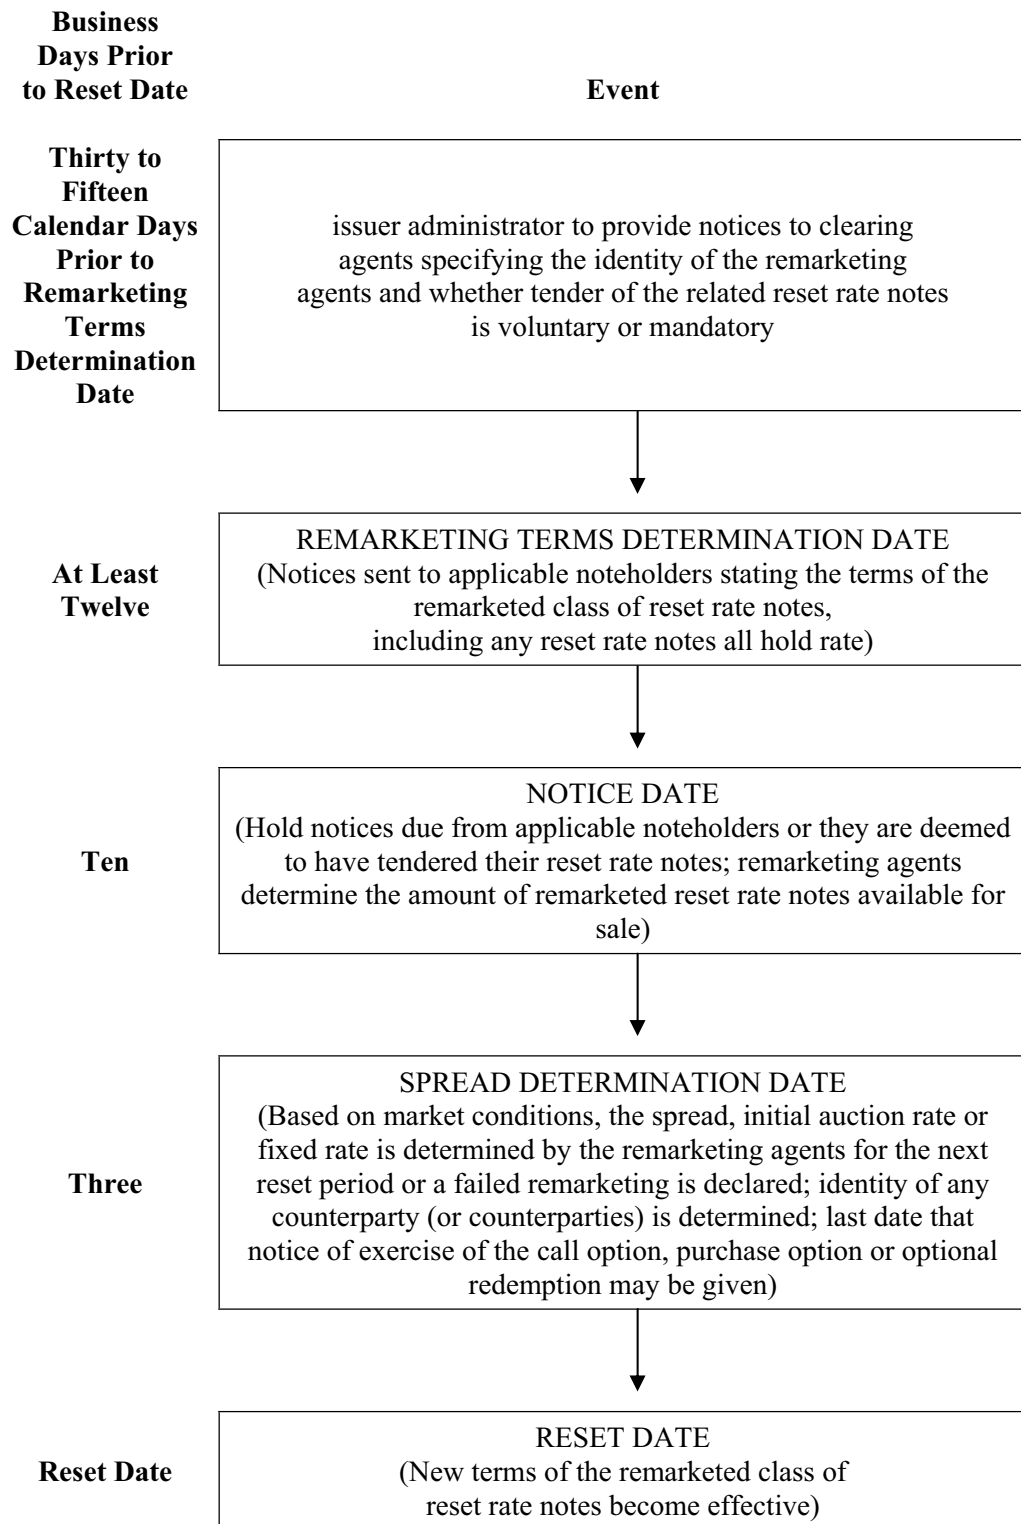 Business
Days Prior
to Reset Date
Event
Thirty to
Fifteen
Calendar Days
Prior to
Remarketing
Terms
Determination
Date
issuer administrator to provide notices to clearing
agents specifying the identity of the remarketing
agents and whether tender of the related reset rate notes
is voluntary or mandatory
At Least
Twelve
REMARKETING TERMS DETERMINATION DATE
(Notices sent to applicable noteholders stating the terms of the
remarketed class of reset rate notes,
including any reset rate notes all hold rate)
Ten
NOTICE DATE
(Hold notices due from applicable noteholders or they are deemed
to have tendered their reset rate notes; remarketing agents
determine the amount of remarketed reset rate notes available for
sale)
Three
SPREAD DETERMINATION DATE
(Based on market conditions, the spread, initial auction rate or
fixed rate is determined by the remarketing agents for the next
reset period or a failed remarketing is declared; identity of any
counterparty (or counterparties) is determined; last date that
notice of exercise of the call option, purchase option or optional
redemption may be given)
Reset Date
RESET DATE
(New terms of the remarketed class of
reset rate notes become effective)